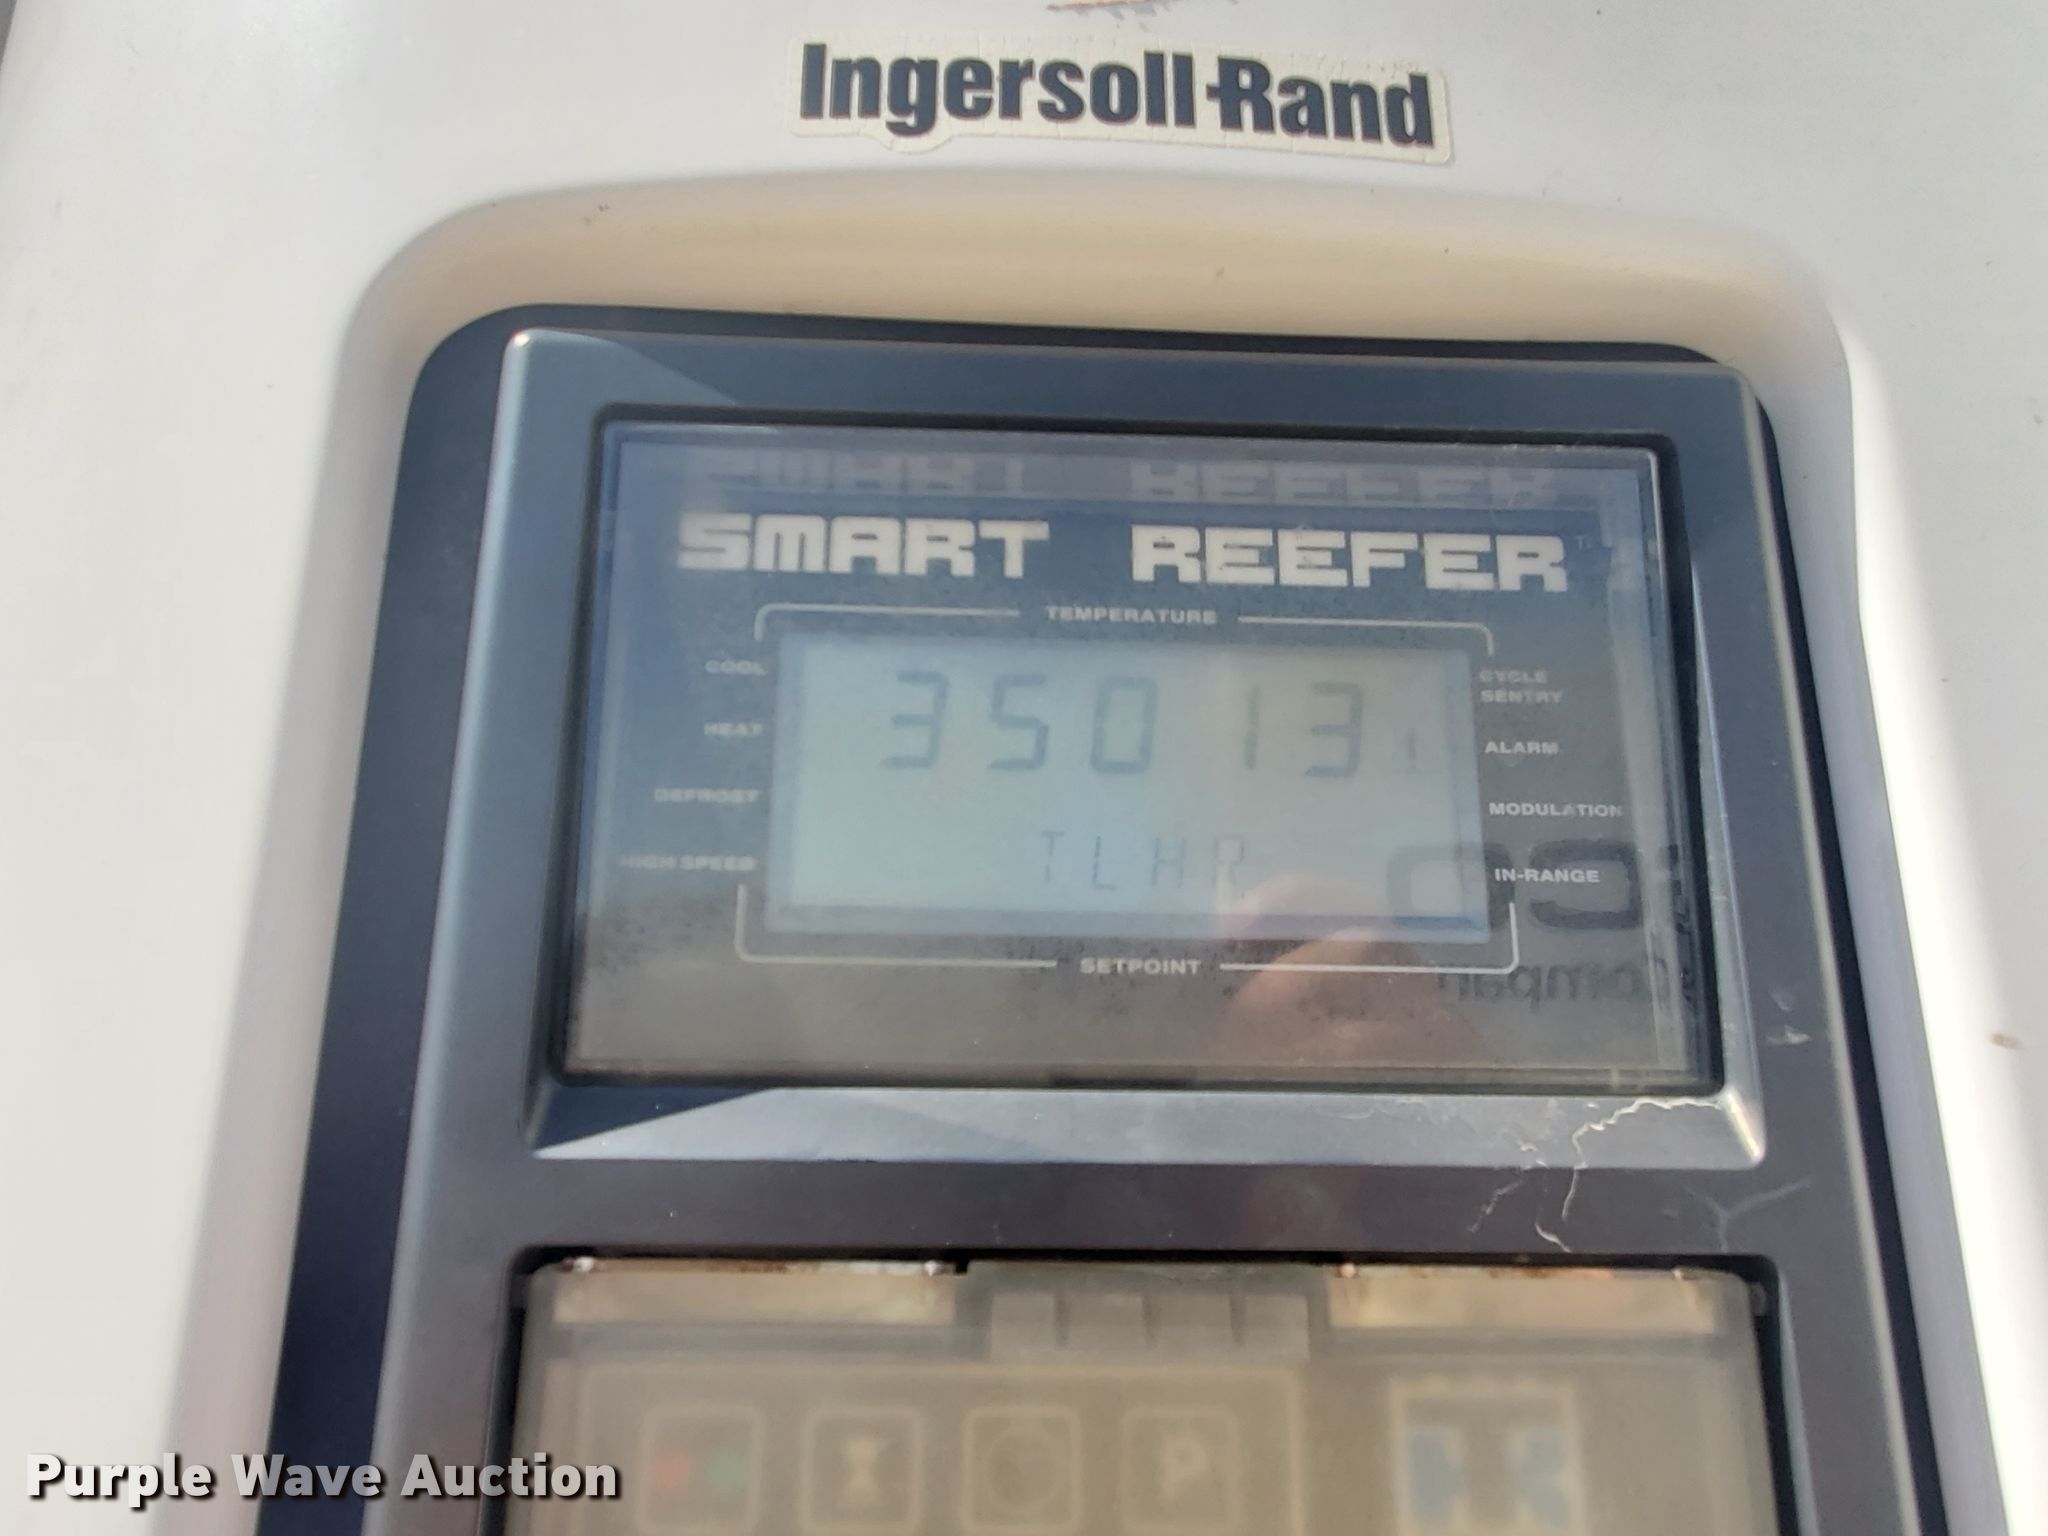 Ingersoll-Rand
SMART REEFER
TEMPERATURE
COOL
HEAT
DEFROST
HIGH SPEED
35013
TLHR
CYCLE
SENTRY
ALARM
MODULATION
IN-RANGE
SETPOINT
P
Purple Wave Auction